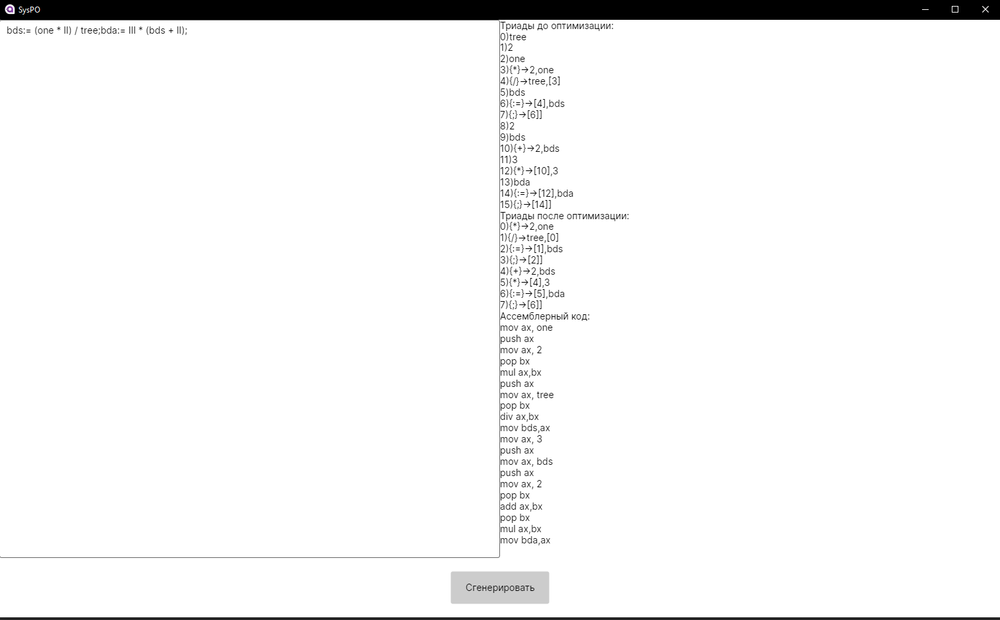 SysPO
bds:= (one * II) / tree;bda:= III * (bds + II);
Триады до оптимизации:
0)tree
1)2
2)one
3){*}→2,one
4){/}→tree,[3]
5)bds
6){:=}→[4],bds
7){;}→[6]]
8)2
9)bds
10){+}→2,bds
11)3
12){*}→[10],3
13)bda
14){:=}→[12],bda
15){;}→[14]]
Триады после оптимизации:
0){*}→2,one
1){/}→tree,[0]
2){:=}→[1],bds
3){;}→[2]]
4){+}→2,bds
5){*}→[4],3
6){:=}→[5],bda
7){;}→[6]]
Ассемблерный код:
mov ax, one
push ax
mov ax, 2
pop bx
mul ax,bx
push ax
mov ax, tree
pop bx
div ax,bx
mov bds,ax
mov ax, 3
push ax
mov ax, bds
push ax
mov ax, 2
pop bx
add ax,bx
pop bx
mul ax,bx
mov bda,ax
Сгенерировать